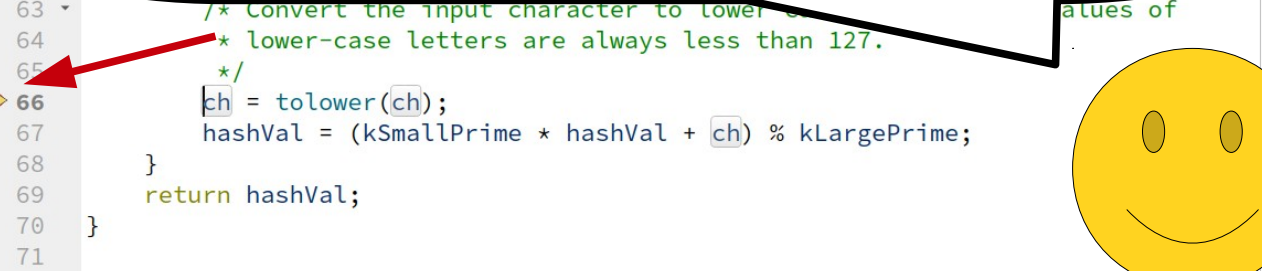 63 /* Convert the input character to lower alues of
64 * lower-case letters are always less than 127.
65 */
66 ch = tolower(ch);
67 hashVal = (kSmallPrime * hashVal + ch) % kLargePrime;
68 }
69 return hashVal;
70 }
71